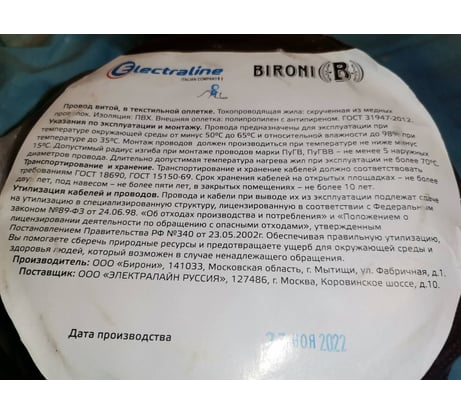 Electraline
ITALIAN COMPANY
BIRONI B
Провод витой, в текстильной оплетке. Токопроводящая жила: скрученная из медных
проволок. Изоляция: ПВХ. Внешняя оплетка: полипропилен с антипиреном. ГОСТ 31947-2012.
Указания по эксплуатации и монтажу. Провода предназначены для эксплуатации при
температуре окружающей среды от минус 50°С до 65°С и относительной влажности до 98% при
температуре до 35°С. Монтаж проводов должен производиться при температуре не ниже минус
15°С. Допустимый радиус изгиба при монтаже провода марки ПуГВ, ПУГВВ - не менее 5 наружных
диаметров провода. Длительно допустимая температура нагрева жил при эксплуатации не более 70°С.
Транспортирование и хранение. Транспортирование и хранение кабелей должно соответствовать
требованиям ГОСТ 18690, ГОСТ 15150-69. Срок хранения кабелей на открытых площадках – не более
двух лет, под навесом – не более пяти лет, в закрытых помещениях – не более 10 лет.
Утилизация кабелей и проводов. Провода и кабели при выводе их из эксплуатации подлежат сдаче
на утилизацию в специализированную структуру, лицензированную в соответствии с Федеральным
законом №89-ФЗ от 24.06.98. «Об отходах производства и потребления» и «Положением о
лицензировании деятельности по обращению с опасными отходами», утвержденным
Постановлением Правительства РФ №340 от 23.05.2002г. Обеспечивая правильную утилизацию,
Вы помогаете сберечь природные ресурсы и предотвращаете ущерб для окружающей среды и
здоровья людей, который возможен в случае ненадлежащего обращения.
Производитель: ООО «Бирони», 141033, Московская область, г. Мытищи, ул. Фабричная, д.1.
Поставщик: ООО «ЭЛЕКТРАЛАЙН РУССИЯ», 127486, г. Москва, Коровинское шоссе, д.10.
Дата производства НОЯ 2022